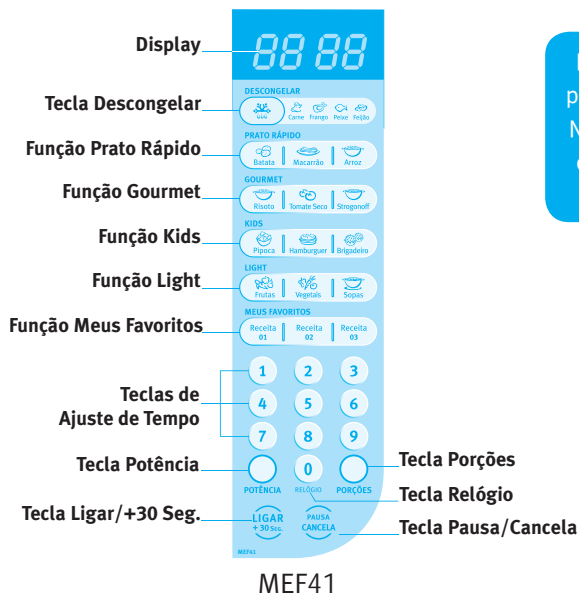 Display
88 88
Tecla Descongelar
DESCONGELAR
Carne Frango Peixe Feijão
Função Prato Rápido
PRATO RÁPIDO
Batata Macarrão Arroz
Função Gourmet
GOURMET
Risoto Tomate Seco Strogonoff
Função Kids
KIDS
Pipoca Hamburguer Brigadeiro
Função Light
LIGHT
Frutas Vegetais Sopas
Função Meus Favoritos
MEUS FAVORITOS
Receita Receita Receita
01 02 03
Teclas de
Ajuste de Tempo
1 2 3
4 5 6
7 8 9
0
Tecla Potência
POTÊNCIA RELÓGIO PORÇÕES
Tecla Porções
Tecla Relógio
Tecla Ligar/+30 Seg.
LIGAR
+30 Seg.
PAUSA
CANCELA
Tecla Pausa/Cancela
MEF41
MEF41